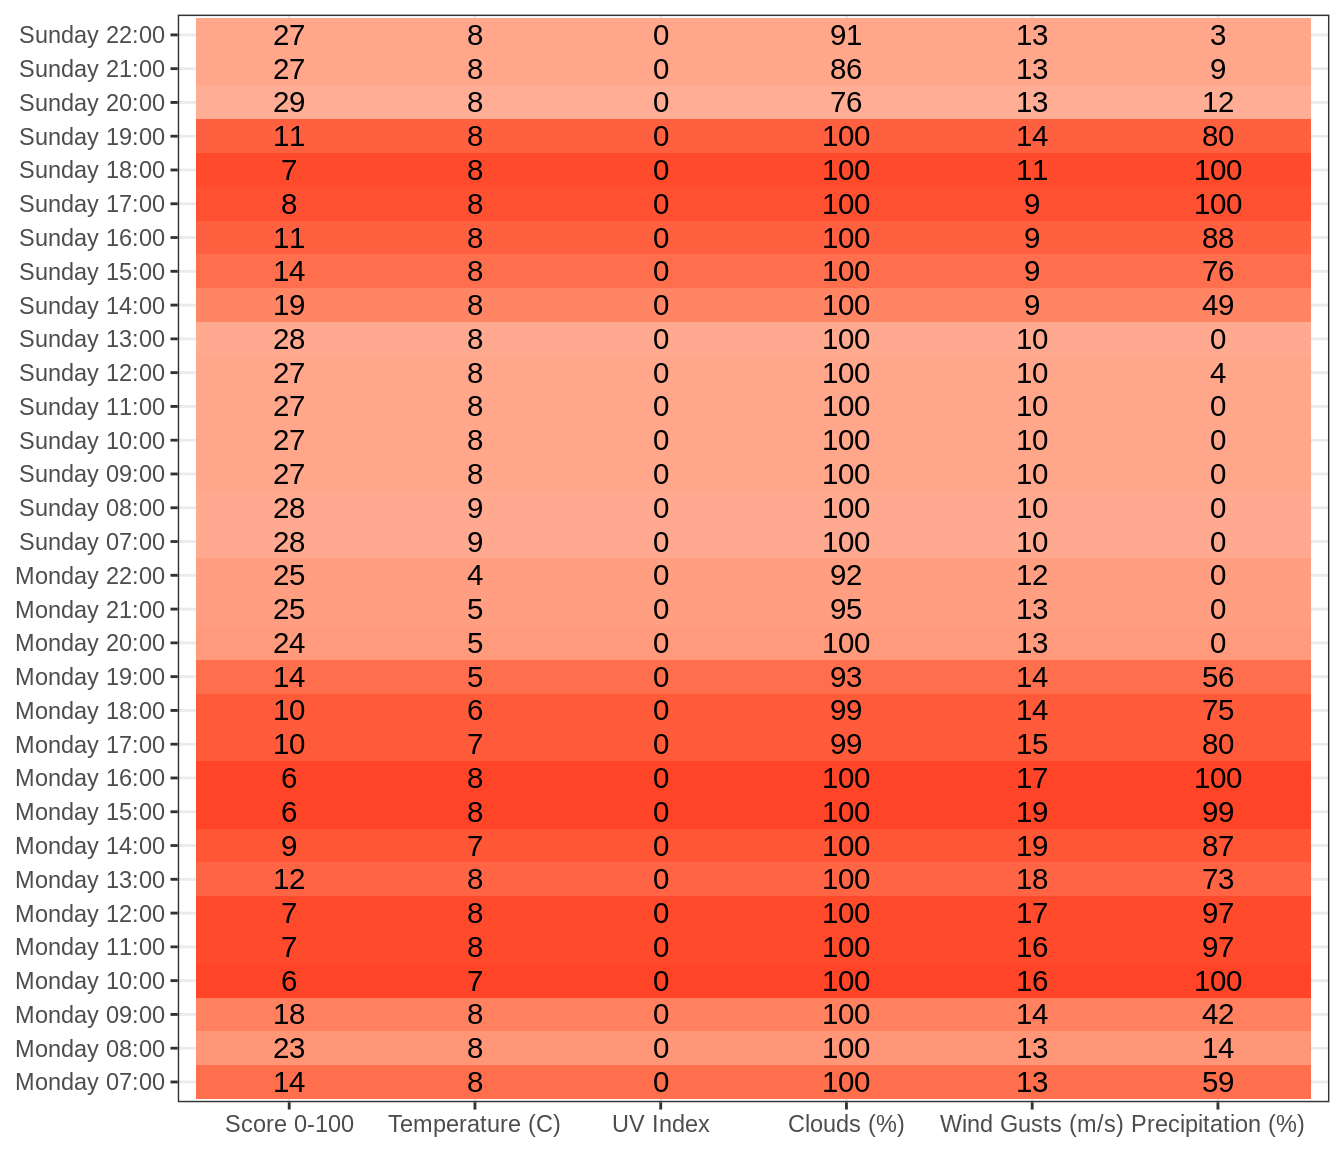 Sunday 22:00 27 8 0 91 13 3
Sunday 21:00 27 8 0 86 13 9
Sunday 20:00 29 8 0 76 13 12
Sunday 19:00 11 8 0 100 14 80
Sunday 18:00 7 8 0 100 11 100
Sunday 17:00 8 8 0 100 9 100
Sunday 16:00 11 8 0 100 9 88
Sunday 15:00 14 8 0 100 9 76
Sunday 14:00 19 8 0 100 9 49
Sunday 13:00 28 8 0 100 10 0
Sunday 12:00 27 8 0 100 10 4
Sunday 11:00 27 8 0 100 10 0
Sunday 10:00 27 8 0 100 10 0
Sunday 09:00 27 8 0 100 10 0
Sunday 08:00 28 9 0 100 10 0
Sunday 07:00 28 9 0 100 10 0
Monday 22:00 25 4 0 92 12 0
Monday 21:00 25 5 0 95 13 0
Monday 20:00 24 5 0 100 13 0
Monday 19:00 14 5 0 93 14 56
Monday 18:00 10 6 0 99 14 75
Monday 17:00 10 7 0 99 15 80
Monday 16:00 6 8 0 100 17 100
Monday 15:00 6 8 0 100 19 99
Monday 14:00 9 7 0 100 19 87
Monday 13:00 12 8 0 100 18 73
Monday 12:00 7 8 0 100 17 97
Monday 11:00 7 8 0 100 16 97
Monday 10:00 6 7 0 100 16 100
Monday 09:00 18 8 0 100 14 42
Monday 08:00 23 8 0 100 13 14
Monday 07:00 14 8 0 100 13 59
Score 0-100 Temperature (C) UV Index Clouds (%) Wind Gusts (m/s) Precipitation (%)